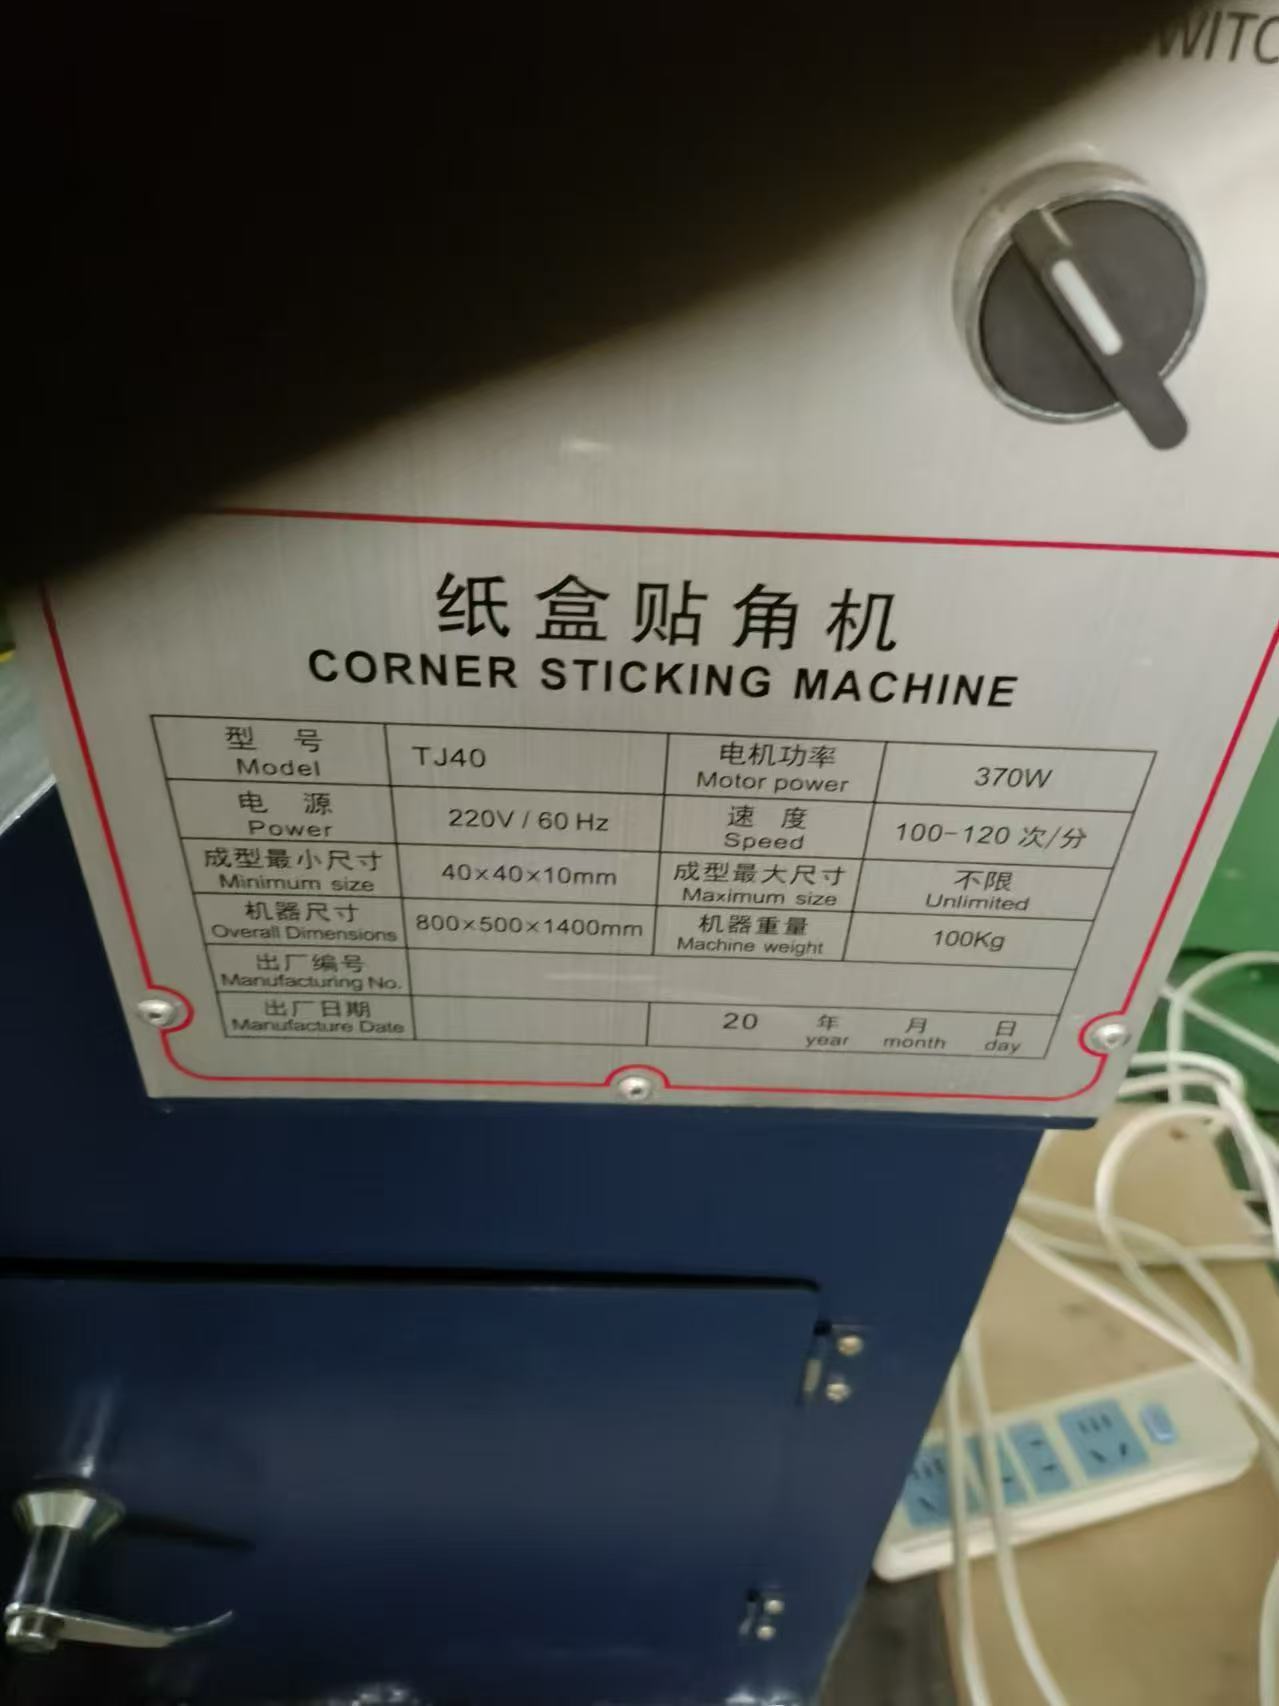 WITC
纸盒贴角机
CORNER STICKING MACHINE
型 号 TJ40 电机功率 370W
Model Motor power
电 源 220V / 60 Hz 速 度 100-120 次/分
Power Speed
成型最小尺寸 40×40×10mm 成型最大尺寸 不限
Minimum size Maximum size Unlimited
机器尺寸 800×500×1400mm 机器重量 100Kg
Overall Dimensions Machine weight
出厂编号
Manufacturing No.
出厂日期 20 年 月 日
Manufacture Date year month day